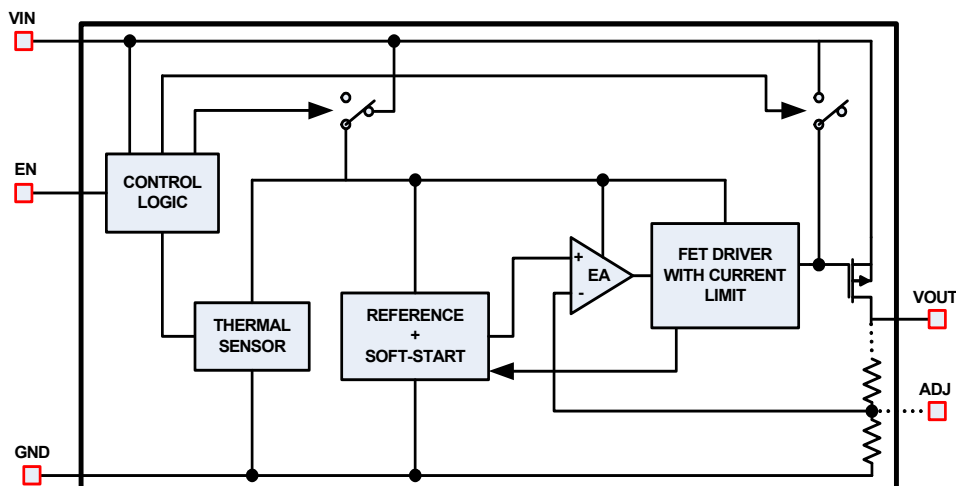 VIN
EN
CONTROL
LOGIC
+
EA
-
FET DRIVER
WITH CURRENT
LIMIT
THERMAL
SENSOR
REFERENCE
+
SOFT-START
VOUT
ADJ
GND